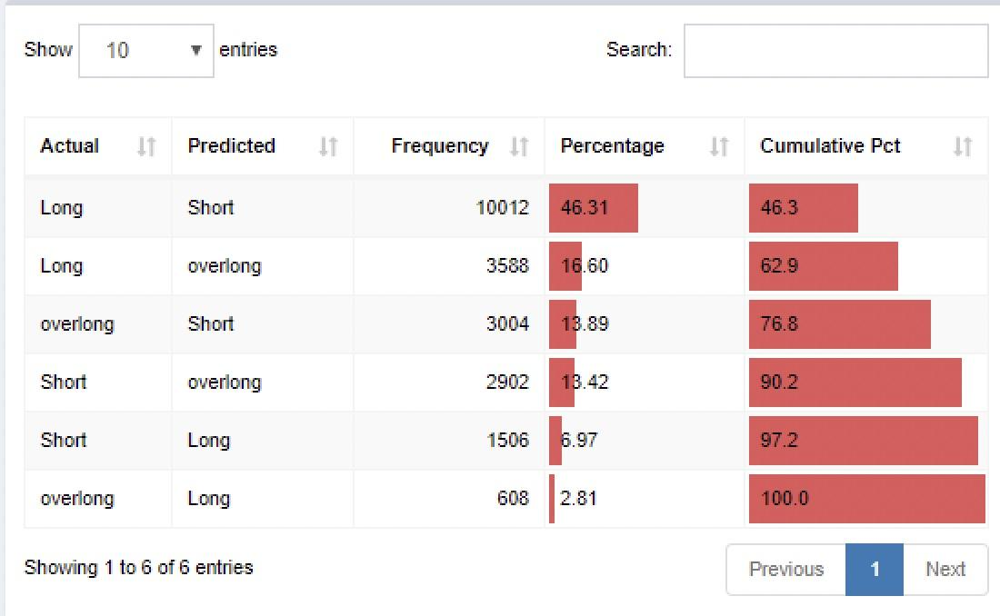 Show 10 entries Search:
Actual Predicted Frequency Percentage Cumulative Pct
Long Short 10012 46.31 46.3
Long overlong 3588 16.60 62.9
overlong Short 3004 13.89 76.8
Short overlong 2902 13.42 90.2
Short Long 1506 6.97 97.2
overlong Long 608 2.81 100.0
Showing 1 to 6 of 6 entries Previous 1 Next